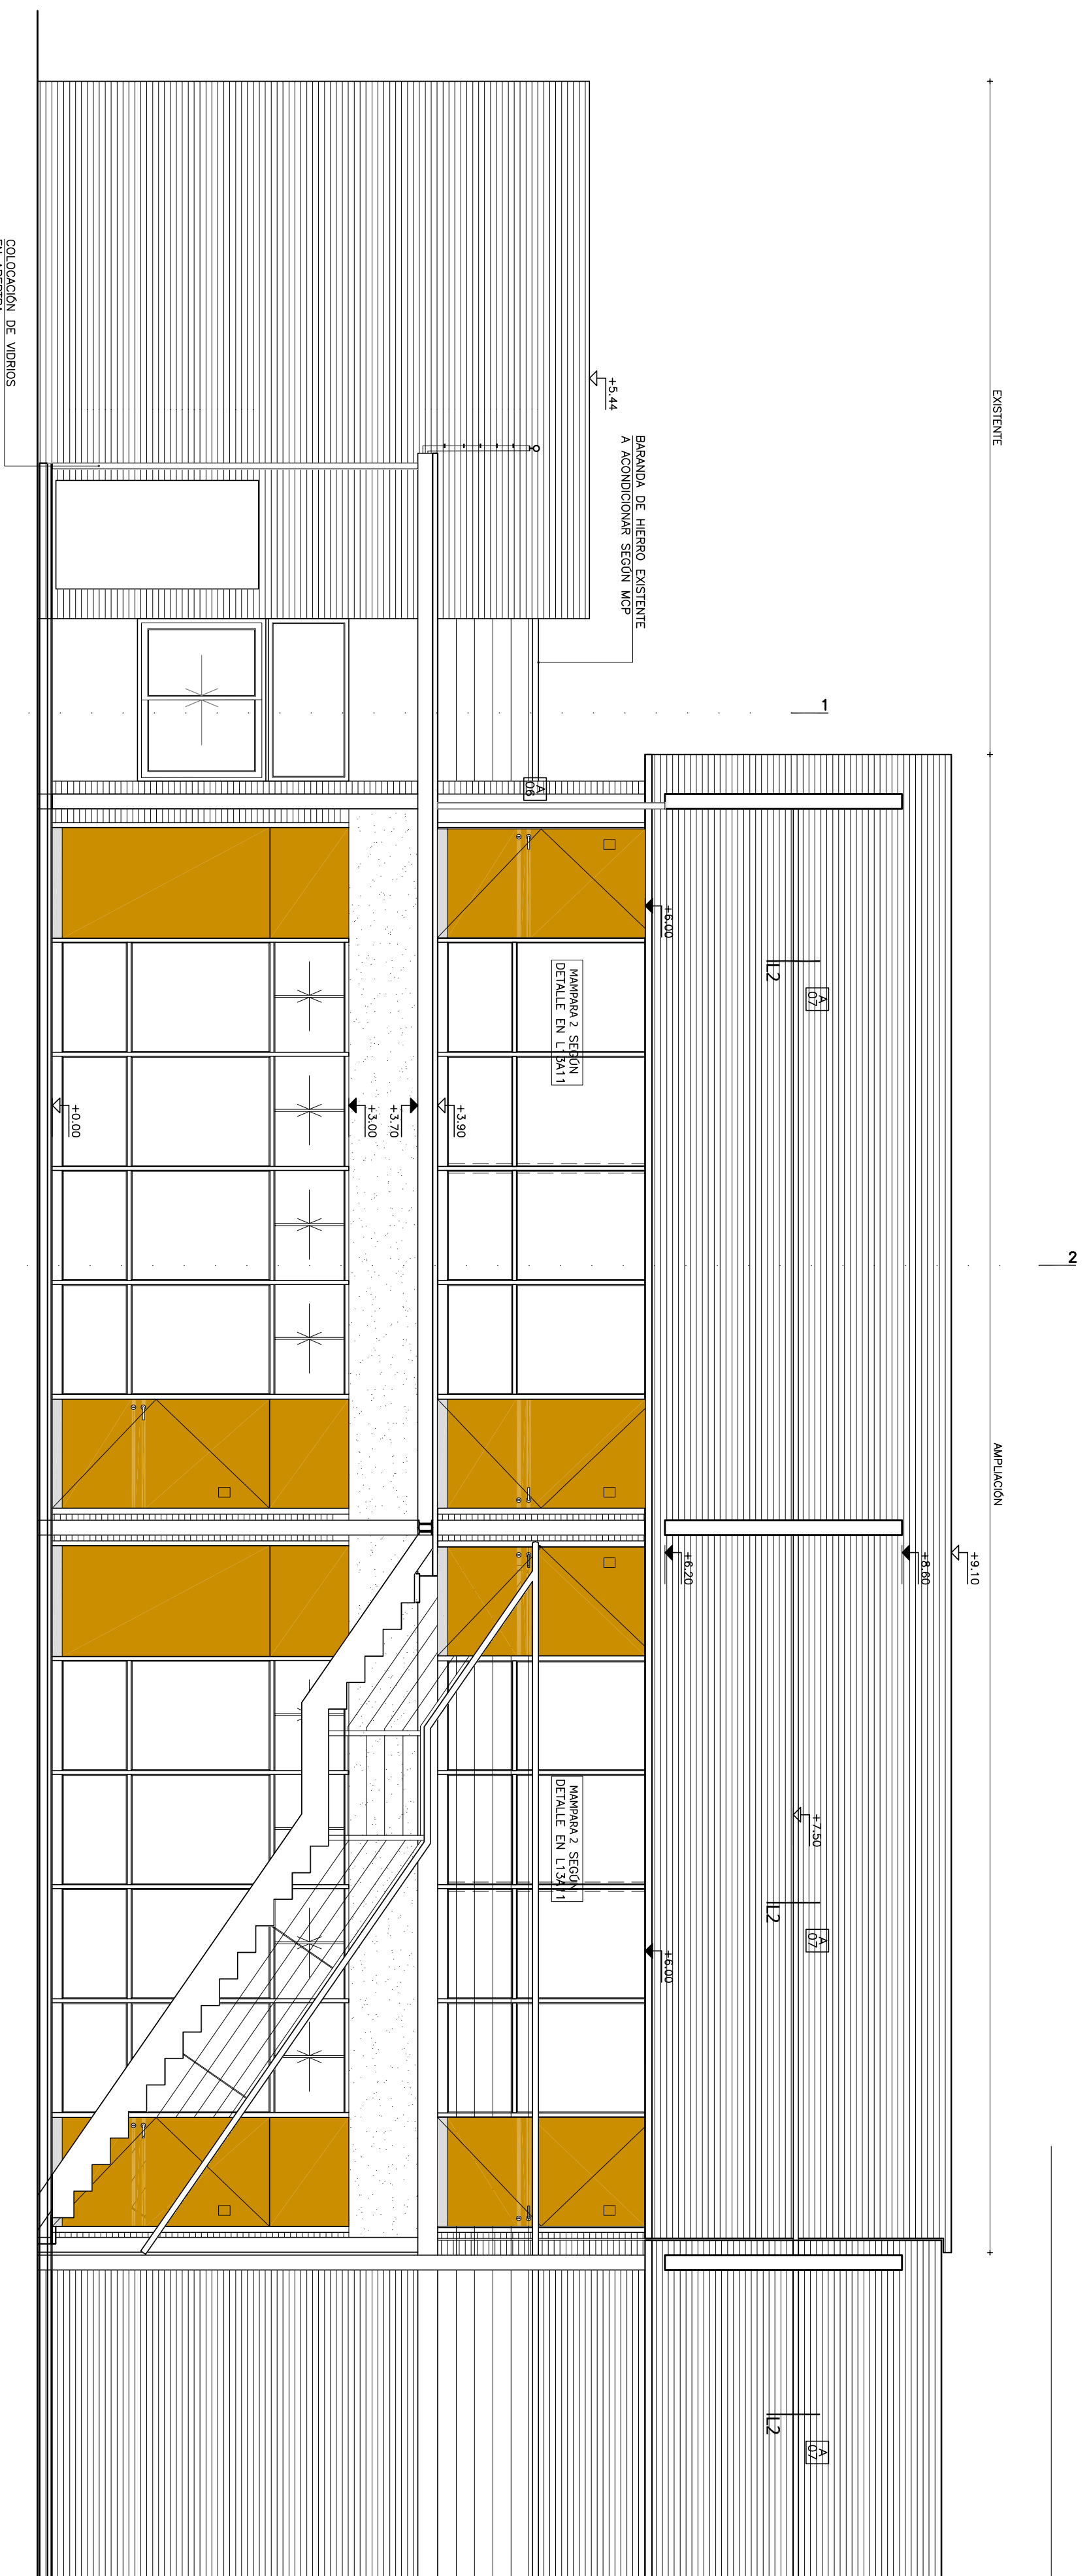 EXISTENTE
AMPLIACIÓN
+5.44
BARANDA DE HIERRO EXISTENTE
A ACONDICIONAR SEGÚN MCP
1
2
+9.10
+8.60
+7.50
+6.20
+6.00
+6.00
L2
A
07
L2
A
07
L2
A
07
A
06
MAMPARA 2 SEGÚN
DETALLE EN L13A11
MAMPARA 2 SEGÚN
DETALLE EN L13A11
+3.90
+3.70
+3.00
+0.00
COLOCACIÓN DE VIDRIOS